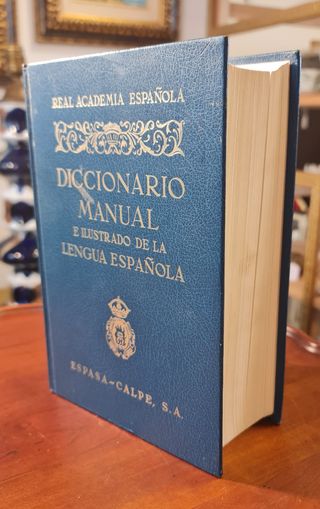 REAL ACADEMIA ESPAÑOLA
DICCIONARIO
MANUAL
E ILUSTRADO DE LA
LENGUA ESPAÑOLA
ESPASA-CALPE, S.A.